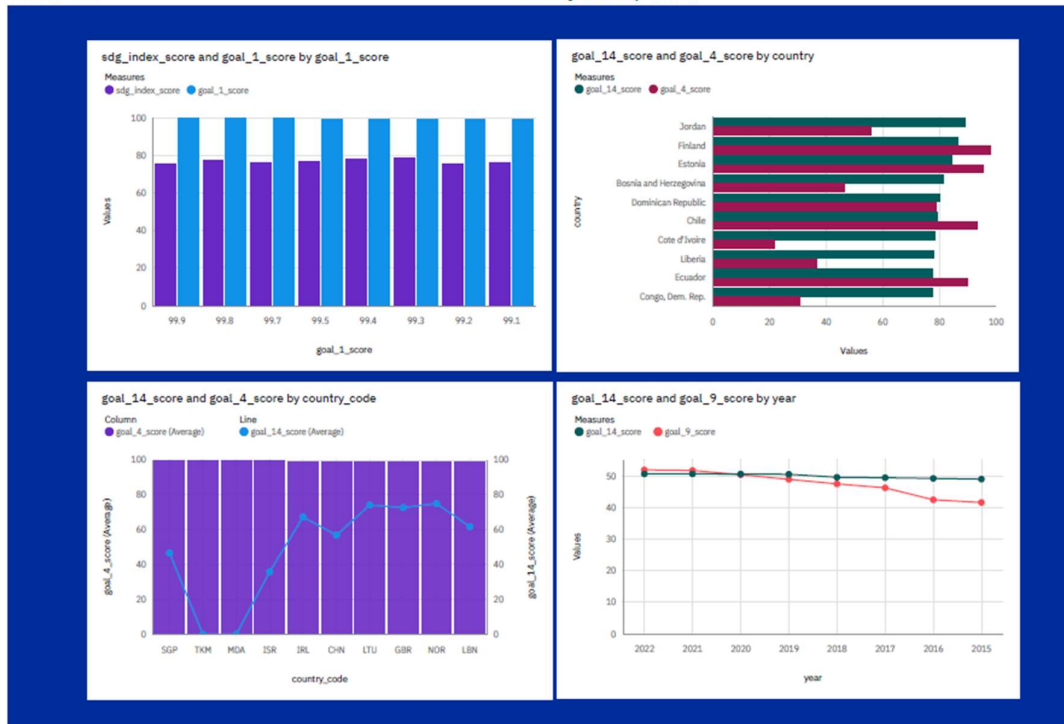 sdg_index_score and goal_1_score by goal_1_score
Measures
sdg_index_score goal_1_score
100
80
60
40
20
0
Values
99.9 99.8 99.7 99.5 99.4 99.3 99.2 99.1
goal_1_score
goal_14_score and goal_4_score by country
Measures
goal_14_score goal_4_score
country
Jordan
Finland
Estonia
Bosnia and Herzegovina
Dominican Republic
Chile
Cote d'Ivoire
Liberia
Ecuador
Congo, Dem. Rep.
0 20 40 60 80 100
Values
goal_14_score and goal_4_score by country_code
Column Line
goal_4_score (Average) goal_14_score (Average)
100 100
80 80
60 60
40 40
20 20
0 0
goal_4_score (Average)
goal_14_score (Average)
SGP TKM MDA ISR IRL CHN LTU GBR NOR LBN
country_code
goal_14_score and goal_9_score by year
Measures
goal_14_score goal_9_score
50
40
30
20
10
0
Values
2022 2021 2020 2019 2018 2017 2016 2015
year